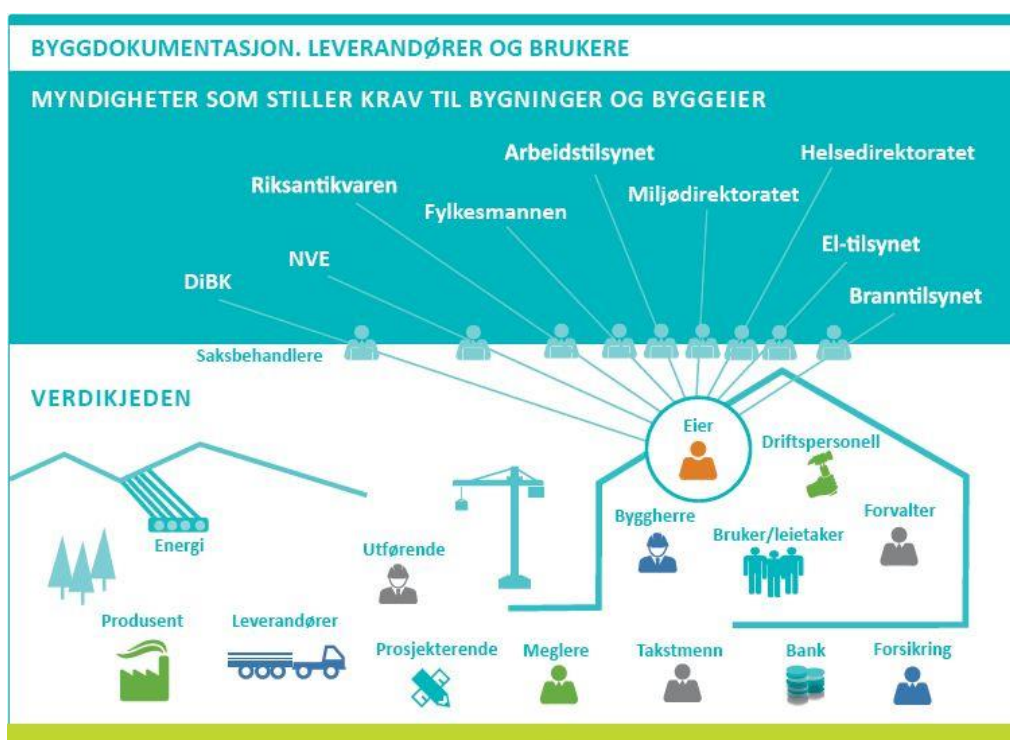 BYGGDOKUMENTASJON. LEVERANDØRER OG BRUKERE
MYNDIGHETER SOM STILLER KRAV TIL BYGNINGER OG BYGGEIER
Arbeidstilsynet
Helsedirektoratet
Riksantikvaren
Miljødirektoratet
Fylkesmannen
El-tilsynet
NVE
DiBK
Branntilsynet
Saksbehandlere
VERDIKJEDEN
Eier
Driftspersonell
Byggherre
Forvalter
Bruker/leietaker
Energi
Utførende
Produsent
Leverandører
Prosjekterende
Meglere
Takstmenn
Bank
Forsikring